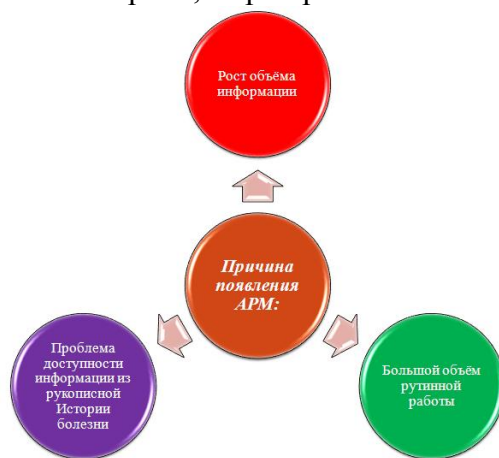 Рост объёма
информации
Причина
появления
АРМ:
Проблема
доступности
информации из
рукописной
Истории
болезни
Большой объём
рутинной
работы